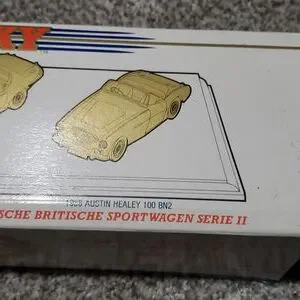 KY
1956 AUSTIN HEALEY 100 BN2
SCHE BRITISCHE SPORTWAGEN SERIE II